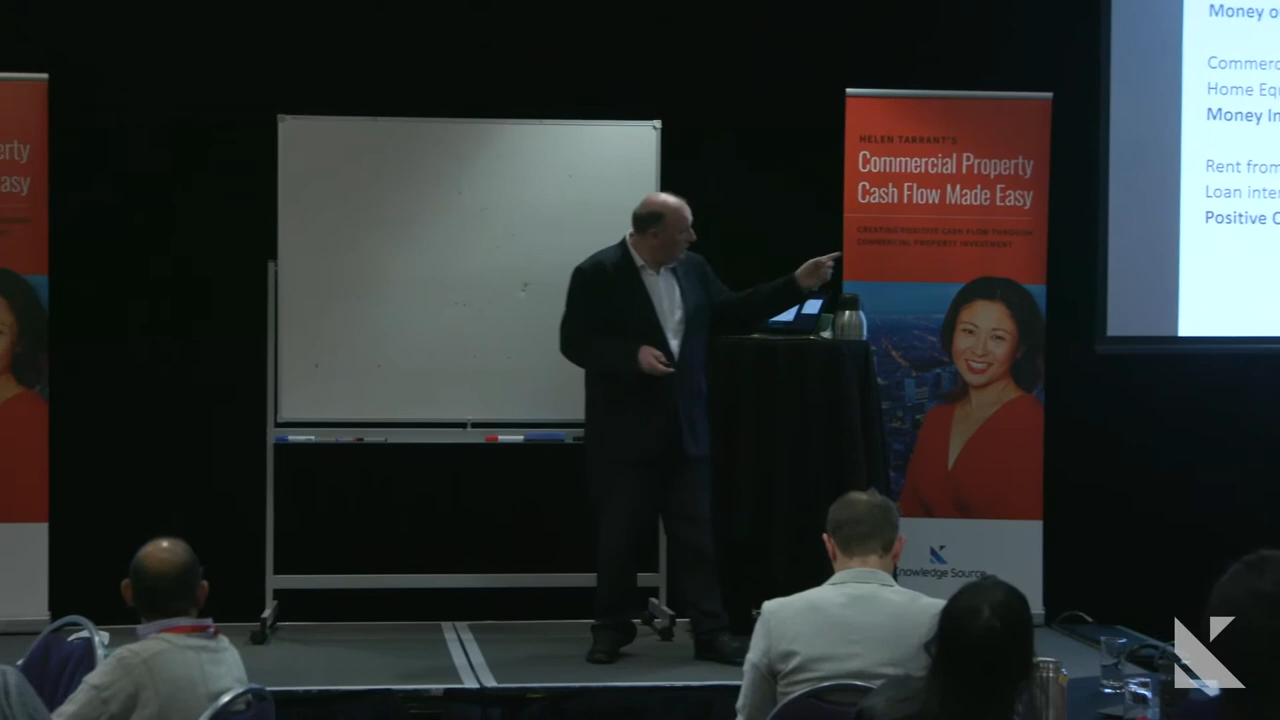 erty
asy
HELEN TARRANT'S
Commercial Property
Cash Flow Made Easy
CREATING POSITIVE CASH FLOW THROUGH
COMMERCIAL PROPERTY INVESTMENT
Knowledge Source
Money o
Commerc
Home Equ
Money In
Rent from
Loan inter
Positive C